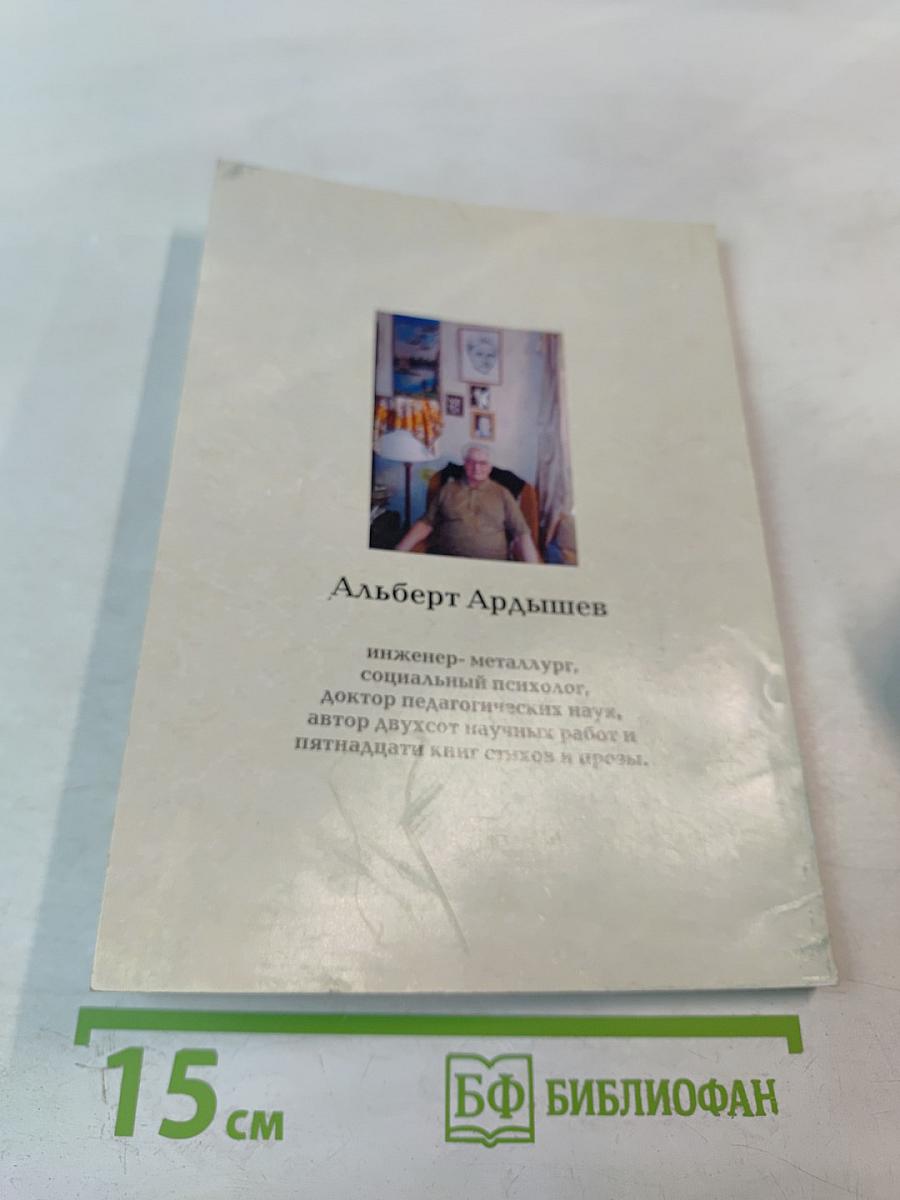 Альберт Ардышев
инженер- металлург,
социальный психолог,
доктор педагогических наук,
автор двухсот научных работ и
пятнадцати книг стихов и прозы.
15 см
БФ БИБЛИОФАН